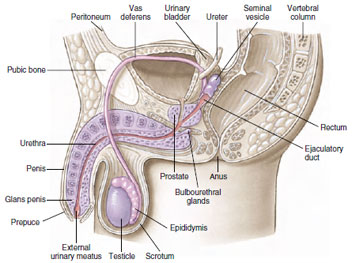 Peritoneum
Vas
deferens
Urinary
bladder
Ureter
Seminal
vesicle
Vertebral
column
Pubic bone
Urethra
Penis
Glans penis
Prepuce
External
urinary meatus
Testicle
Scrotum
Epididymis
Prostate
Bulbourethral
glands
Anus
Rectum
Ejaculatory
duct